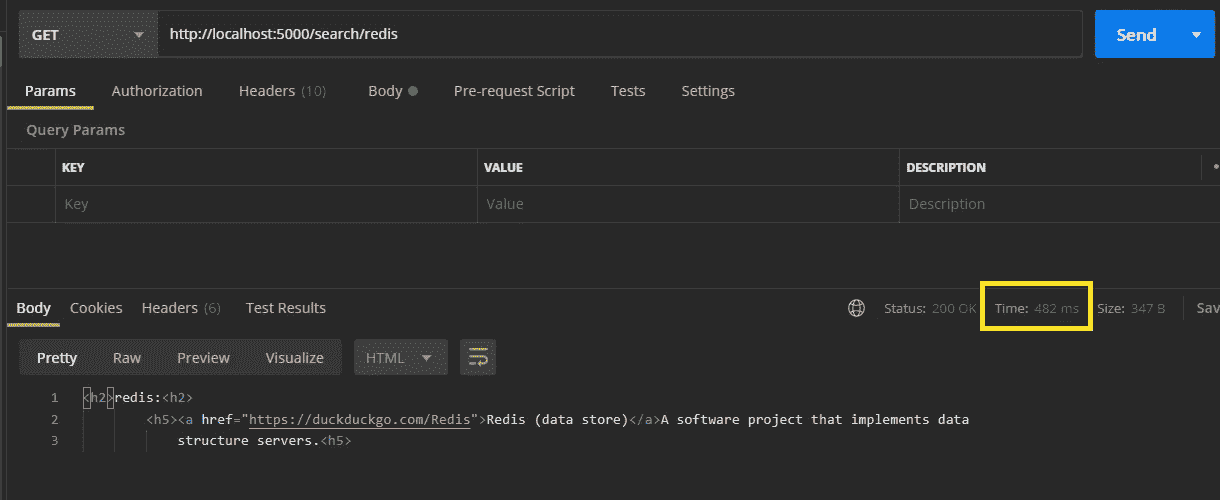 GET http://localhost:5000/search/redis Send
Params Authorization Headers (10) Body Pre-request Script Tests Settings
Query Params
KEY VALUE DESCRIPTION
Key Value Description
Body Cookies Headers (6) Test Results Status: 200 OK Time: 482 ms Size: 347 B Sav
Pretty Raw Preview Visualize HTML
1 <h2>redis:<h2>
2 <h5><a href="https://duckduckgo.com/Redis">Redis (data store)</a>A software project that implements data
3 structure servers.<h5>